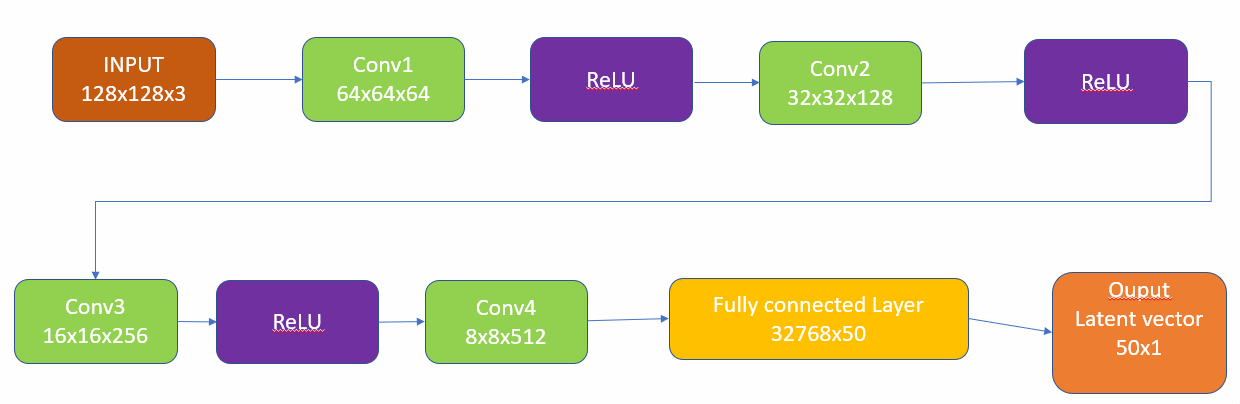 INPUT
128x128x3
Conv1
64x64x64
ReLU
Conv2
32x32x128
ReLU
Conv3
16x16x256
ReLU
Conv4
8x8x512
Fully connected Layer
32768x50
Ouput
Latent vector
50x1